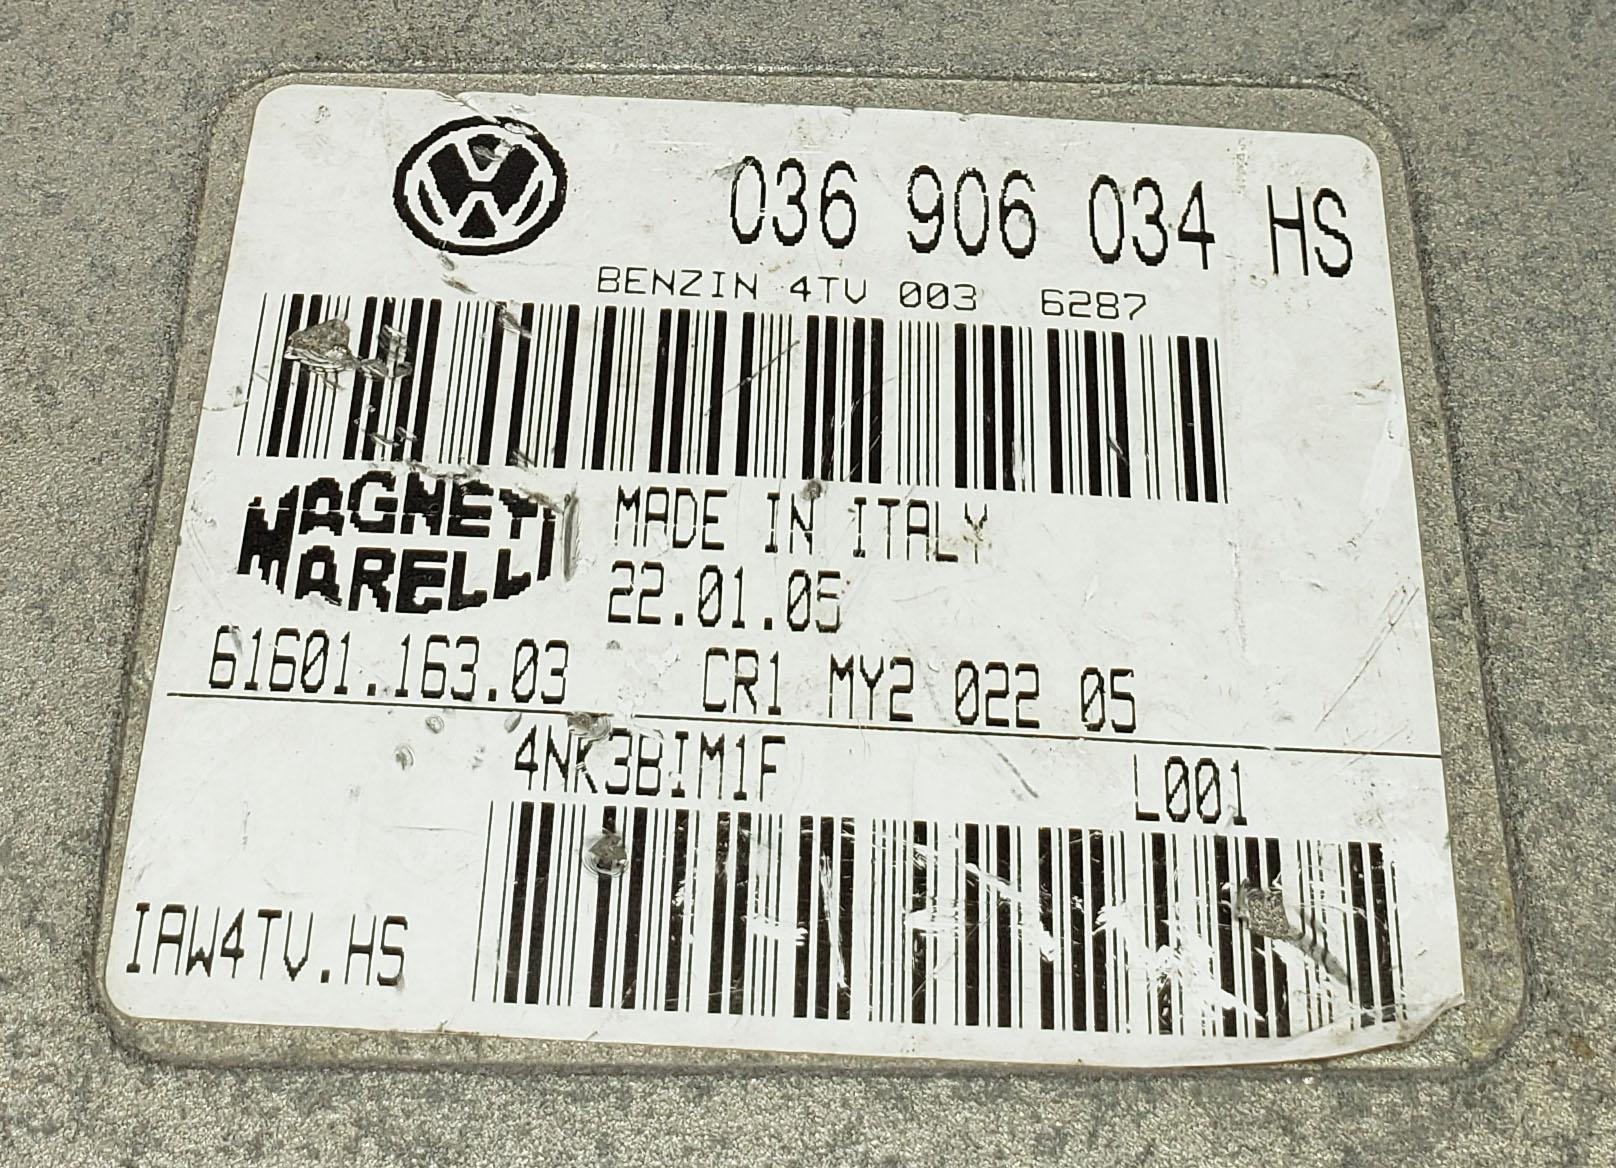 036 906 034 HS
BENZIN 4TV 003 6287
MAGNETI MARELLI
MADE IN ITALY
22.01.05
61601.163.03 CR1 MY2 022 05
4NK3BIM1F L001
IAW4TV.HS